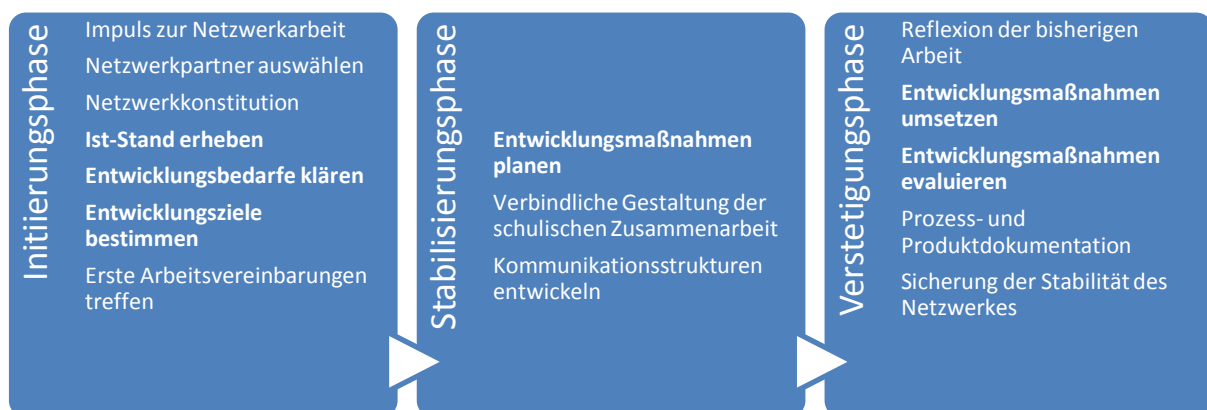 Initiierungsphase
Impuls zur Netzwerkarbeit
Netzwerkpartner auswählen
Netzwerkkonstitution
Ist-Stand erheben
Entwicklungsbedarfe klären
Entwicklungsziele
bestimmen
Erste Arbeitsvereinbarungen
treffen
Stabilisierungsphase
Entwicklungsmaßnahmen
planen
Verbindliche Gestaltung der
schulischen Zusammenarbeit
Kommunikationsstrukturen
entwickeln
Verstetigungsphase
Reflexion der bisherigen
Arbeit
Entwicklungsmaßnahmen
umsetzen
Entwicklungsmaßnahmen
evaluieren
Prozess- und
Produktdokumentation
Sicherung der Stabilität des
Netzwerkes